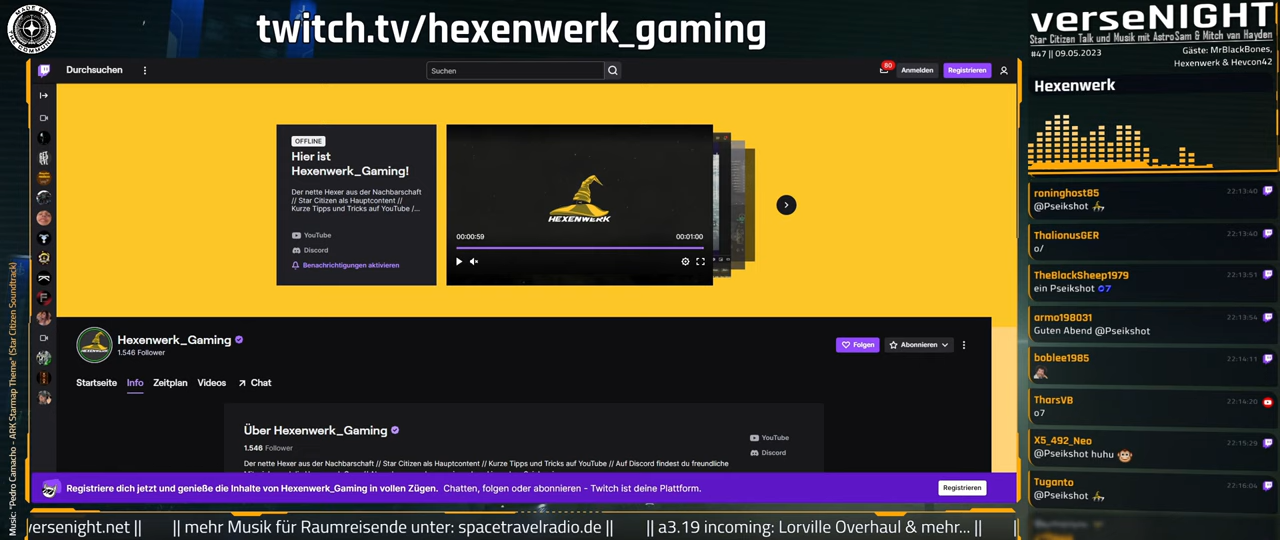 MADE BY THE COMMUNITY
twitch.tv/hexenwerk_gaming
verseNIGHT
Star Citizen Talk und Musik mit AstroSam & Mitch van Hayden
#47 || 09.05.2023
Gäste: MrBlackBones,
Hexenwerk & Hevcon42
Durchsuchen
Suchen
80
Anmelden
Registrieren
OFFLINE
Hier ist
Hexenwerk_Gaming!
Der nette Hexer aus der Nachbarschaft
// Star Citizen als Hauptcontent //
Kurze Tipps und Tricks auf YouTube /...
YouTube
Discord
Benachrichtigungen aktivieren
HEXENWERK
00:00:59
00:01:00
Hexenwerk_Gaming
1.546 Follower
Folgen
Abonnieren
Startseite
Info
Zeitplan
Videos
Chat
Über Hexenwerk_Gaming
1.546 Follower
Der nette Hexer aus der Nachbarschaft // Star Citizen als Hauptcontent // Kurze Tipps und Tricks auf YouTube // Auf Discord findest du freundliche
YouTube
Discord
Registriere dich jetzt und genieße die Inhalte von Hexenwerk_Gaming in vollen Zügen. Chatten, folgen oder abonnieren - Twitch ist deine Plattform.
Registrieren
Hexenwerk
roninghost85 22:13:40
@Pseikshot
ThalionusGER 22:13:40
o/
TheBlackSheep1979 22:13:51
ein Pseikshot o7
armo198031 22:13:54
Guten Abend @Pseikshot
boblee1985 22:14:11
TharsVB 22:14:20
o7
X5_492_Neo 22:15:29
@Pseikshot huhu
Tuganto 22:16:04
@Pseikshot
Music: "Pedro Camacho - ARK Starmap Theme" (Star Citizen Soundtrack)
versenight.net || || mehr Musik für Raumreisende unter: spacetravelradio.de || || a3.19 incoming: Lorville Overhaul & mehr... ||